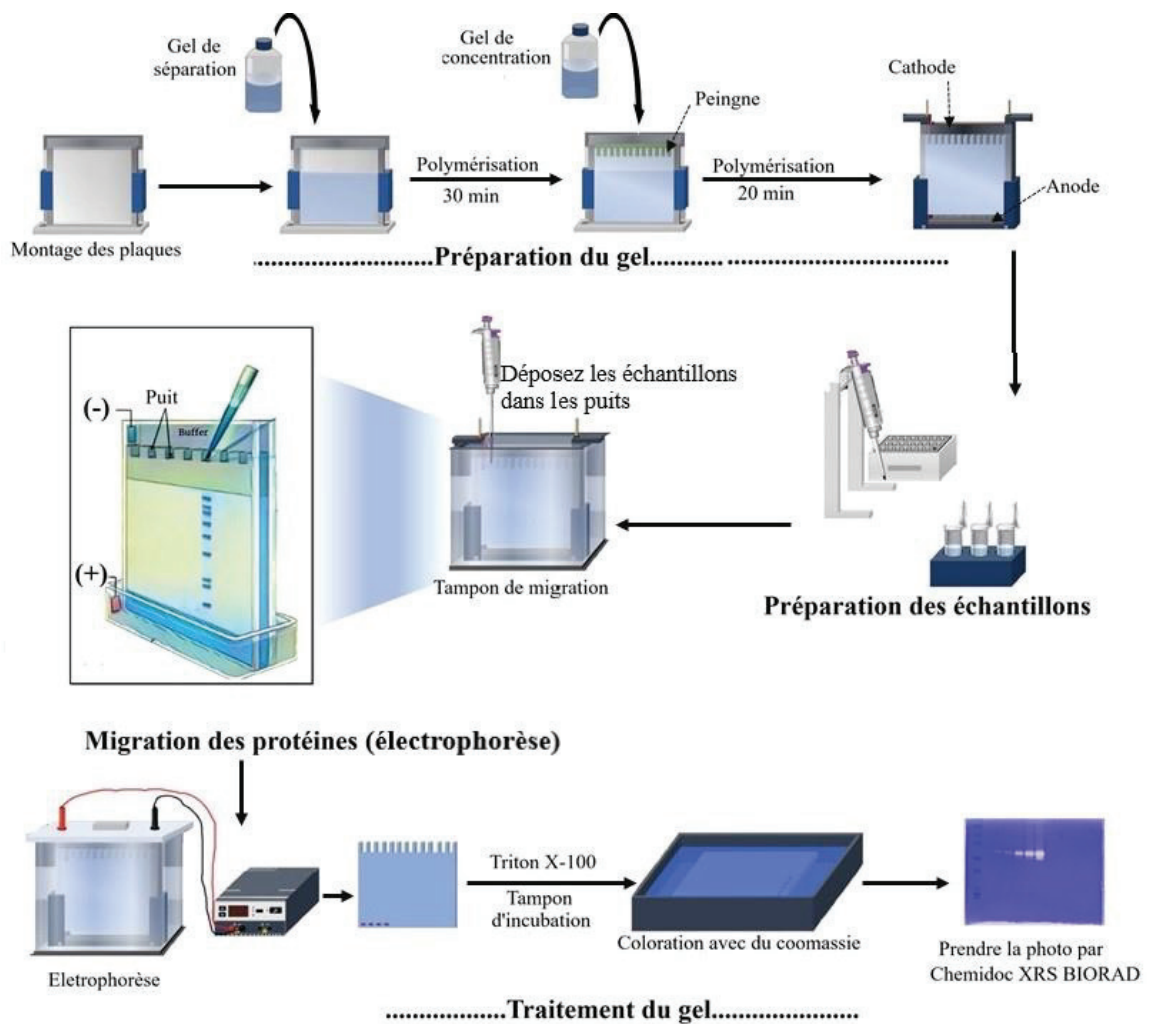 Gel de
séparation
Gel de
concentration
Peingne
Cathode
Polymérisation
30 min
Polymérisation
20 min
Anode
Montage des plaques
...................Préparation du gel.......... ......................
Déposez les échantillons
dans les puits
(-)
Puit
Buffer
(+)
Tampon de migration
Préparation des échantillons
Migration des protéines (électrophorèse)
Triton X-100
Tampon
d'incubation
Coloration avec du coomassie
Eletrophorèse
Prendre la photo par
Chemidoc XRS BIORAD
.............Traitement du gel...................